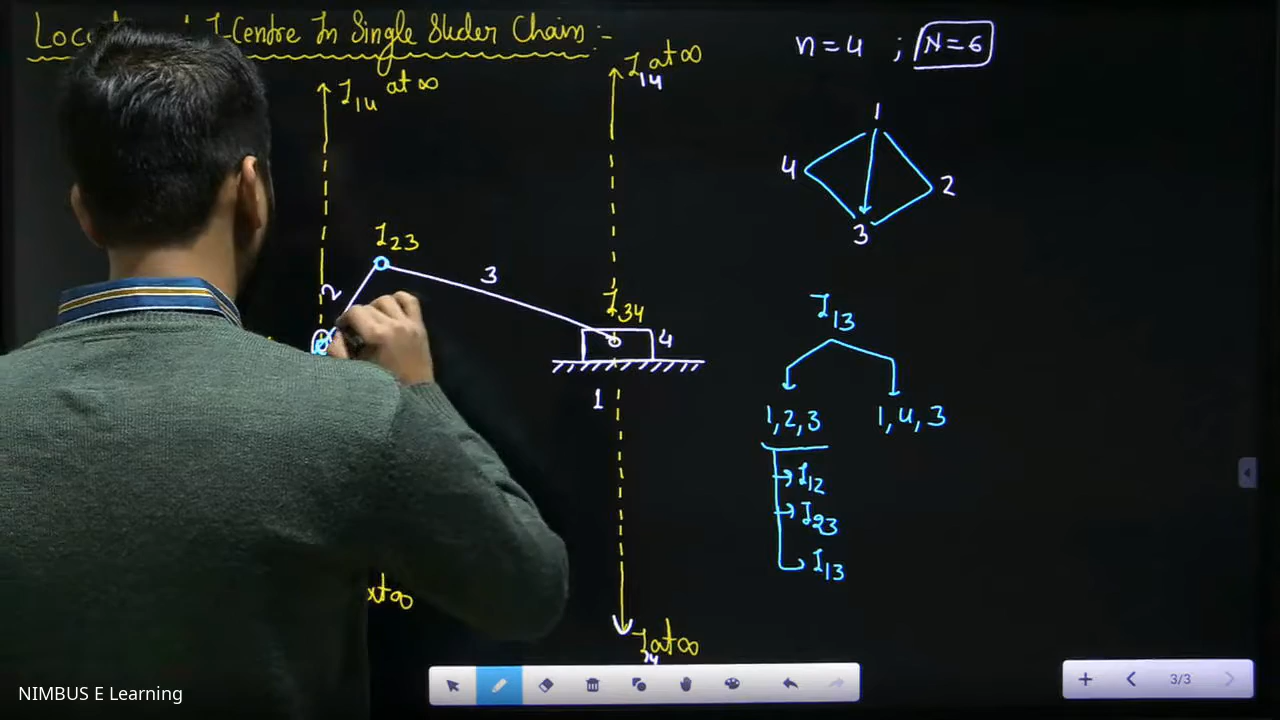 I-Centre In Single Slider Chain :-
n = 4 ; N = 6
I14 at ∞
I14 at ∞
1
4
2
3
I23
3
2
I34
4
1
I13
1,2,3
1,4,3
I12
I23
I13
at ∞
I14 at ∞
3/3
NIMBUS E Learning